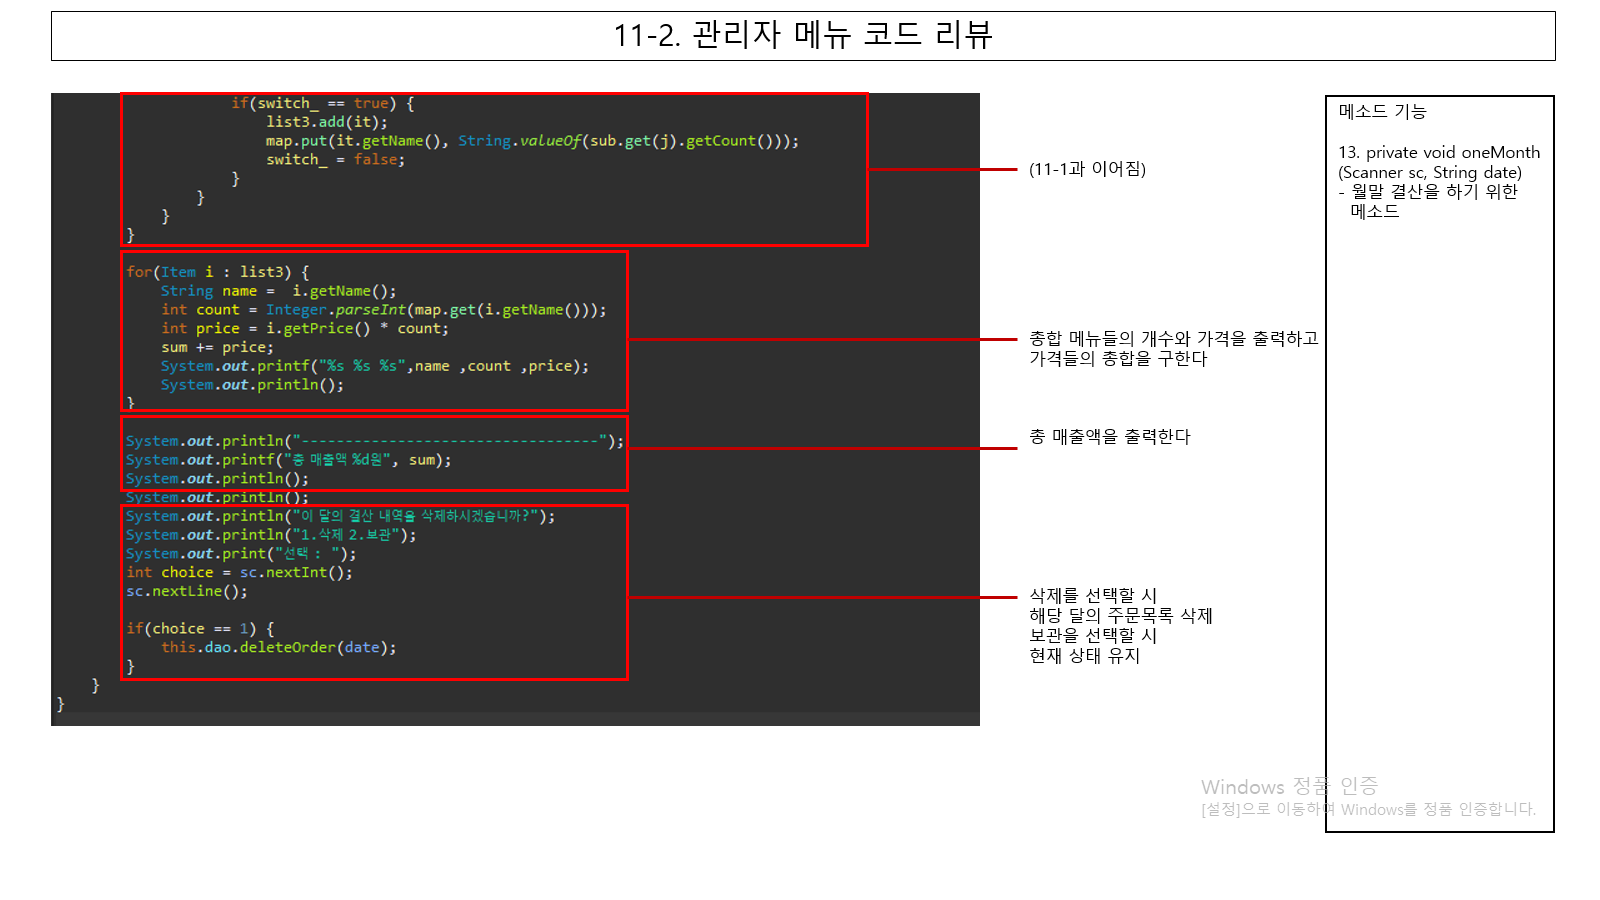 11-2. 관리자 메뉴 코드 리뷰
if(switch_ == true) {
list3.add(it);
map.put(it.getName(), String.valueOf(sub.get(j).getCount()));
switch_ = false;
}
}
}
}
for(Item i : list3) {
String name =  i.getName();
int count = Integer.parseInt(map.get(i.getName()));
int price = i.getPrice() * count;
sum += price;
System.out.printf("%s %s %s",name ,count ,price);
System.out.println();
}
System.out.println("----------------------------------");
System.out.printf("총 매출액 %d원", sum);
System.out.println();
System.out.println();
System.out.println("이 달의 결산 내역을 삭제하시겠습니까?");
System.out.println("1.삭제 2.보관");
System.out.print("선택 : ");
int choice = sc.nextInt();
sc.nextLine();
if(choice == 1) {
this.dao.deleteOrder(date);
}
}
}
(11-1과 이어짐)
종합 메뉴들의 개수와 가격을 출력하고
가격들의 총합을 구한다
총 매출액을 출력한다
삭제를 선택할 시
해당 달의 주문목록 삭제
보관을 선택할 시
현재 상태 유지
메소드 기능
13. private void oneMonth
(Scanner sc, String date)
- 월말 결산을 하기 위한
메소드
Windows 정품 인증
[설정]으로 이동하여 Windows를 정품 인증합니다.